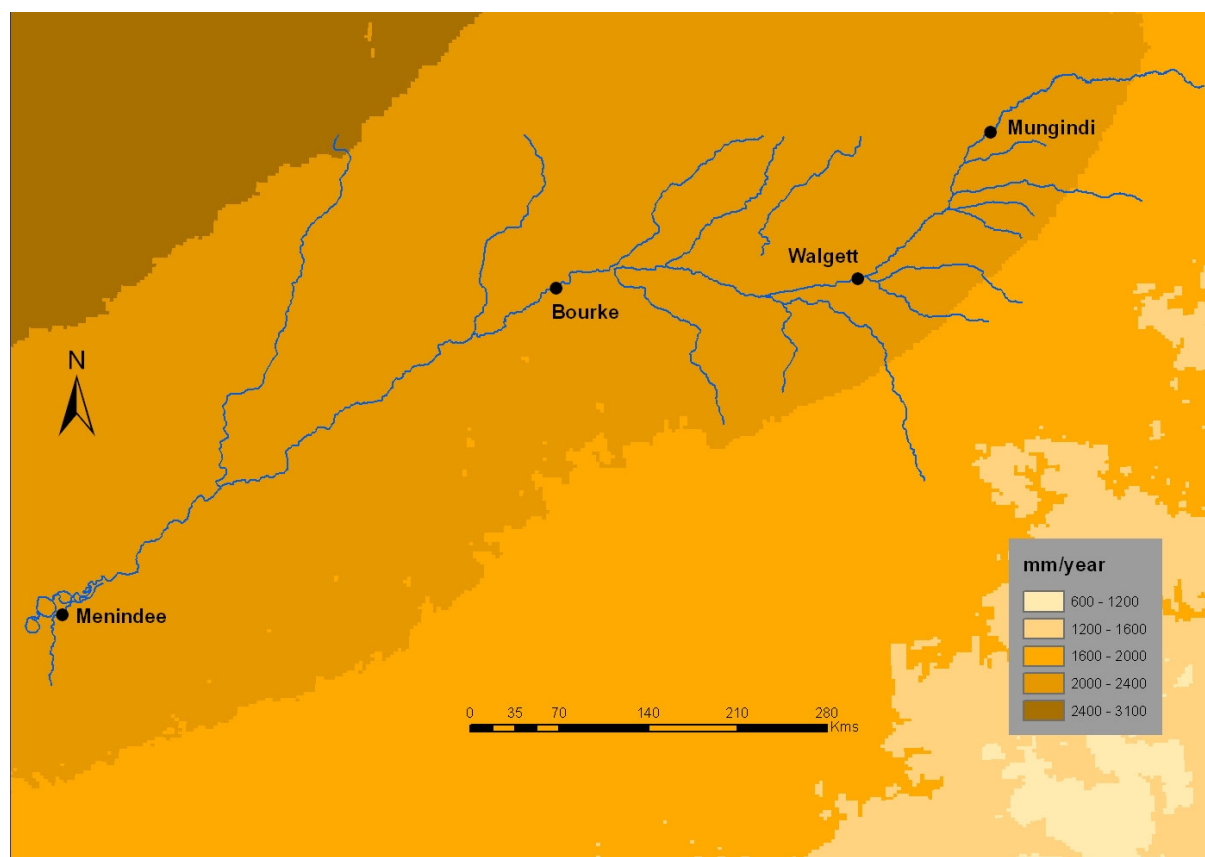 Mungindi
Walgett
Bourke
N
Menindee
mm/year
600 - 1200
1200 - 1600
1600 - 2000
2000 - 2400
2400 - 3100
0 35 70 140 210 280
Kms